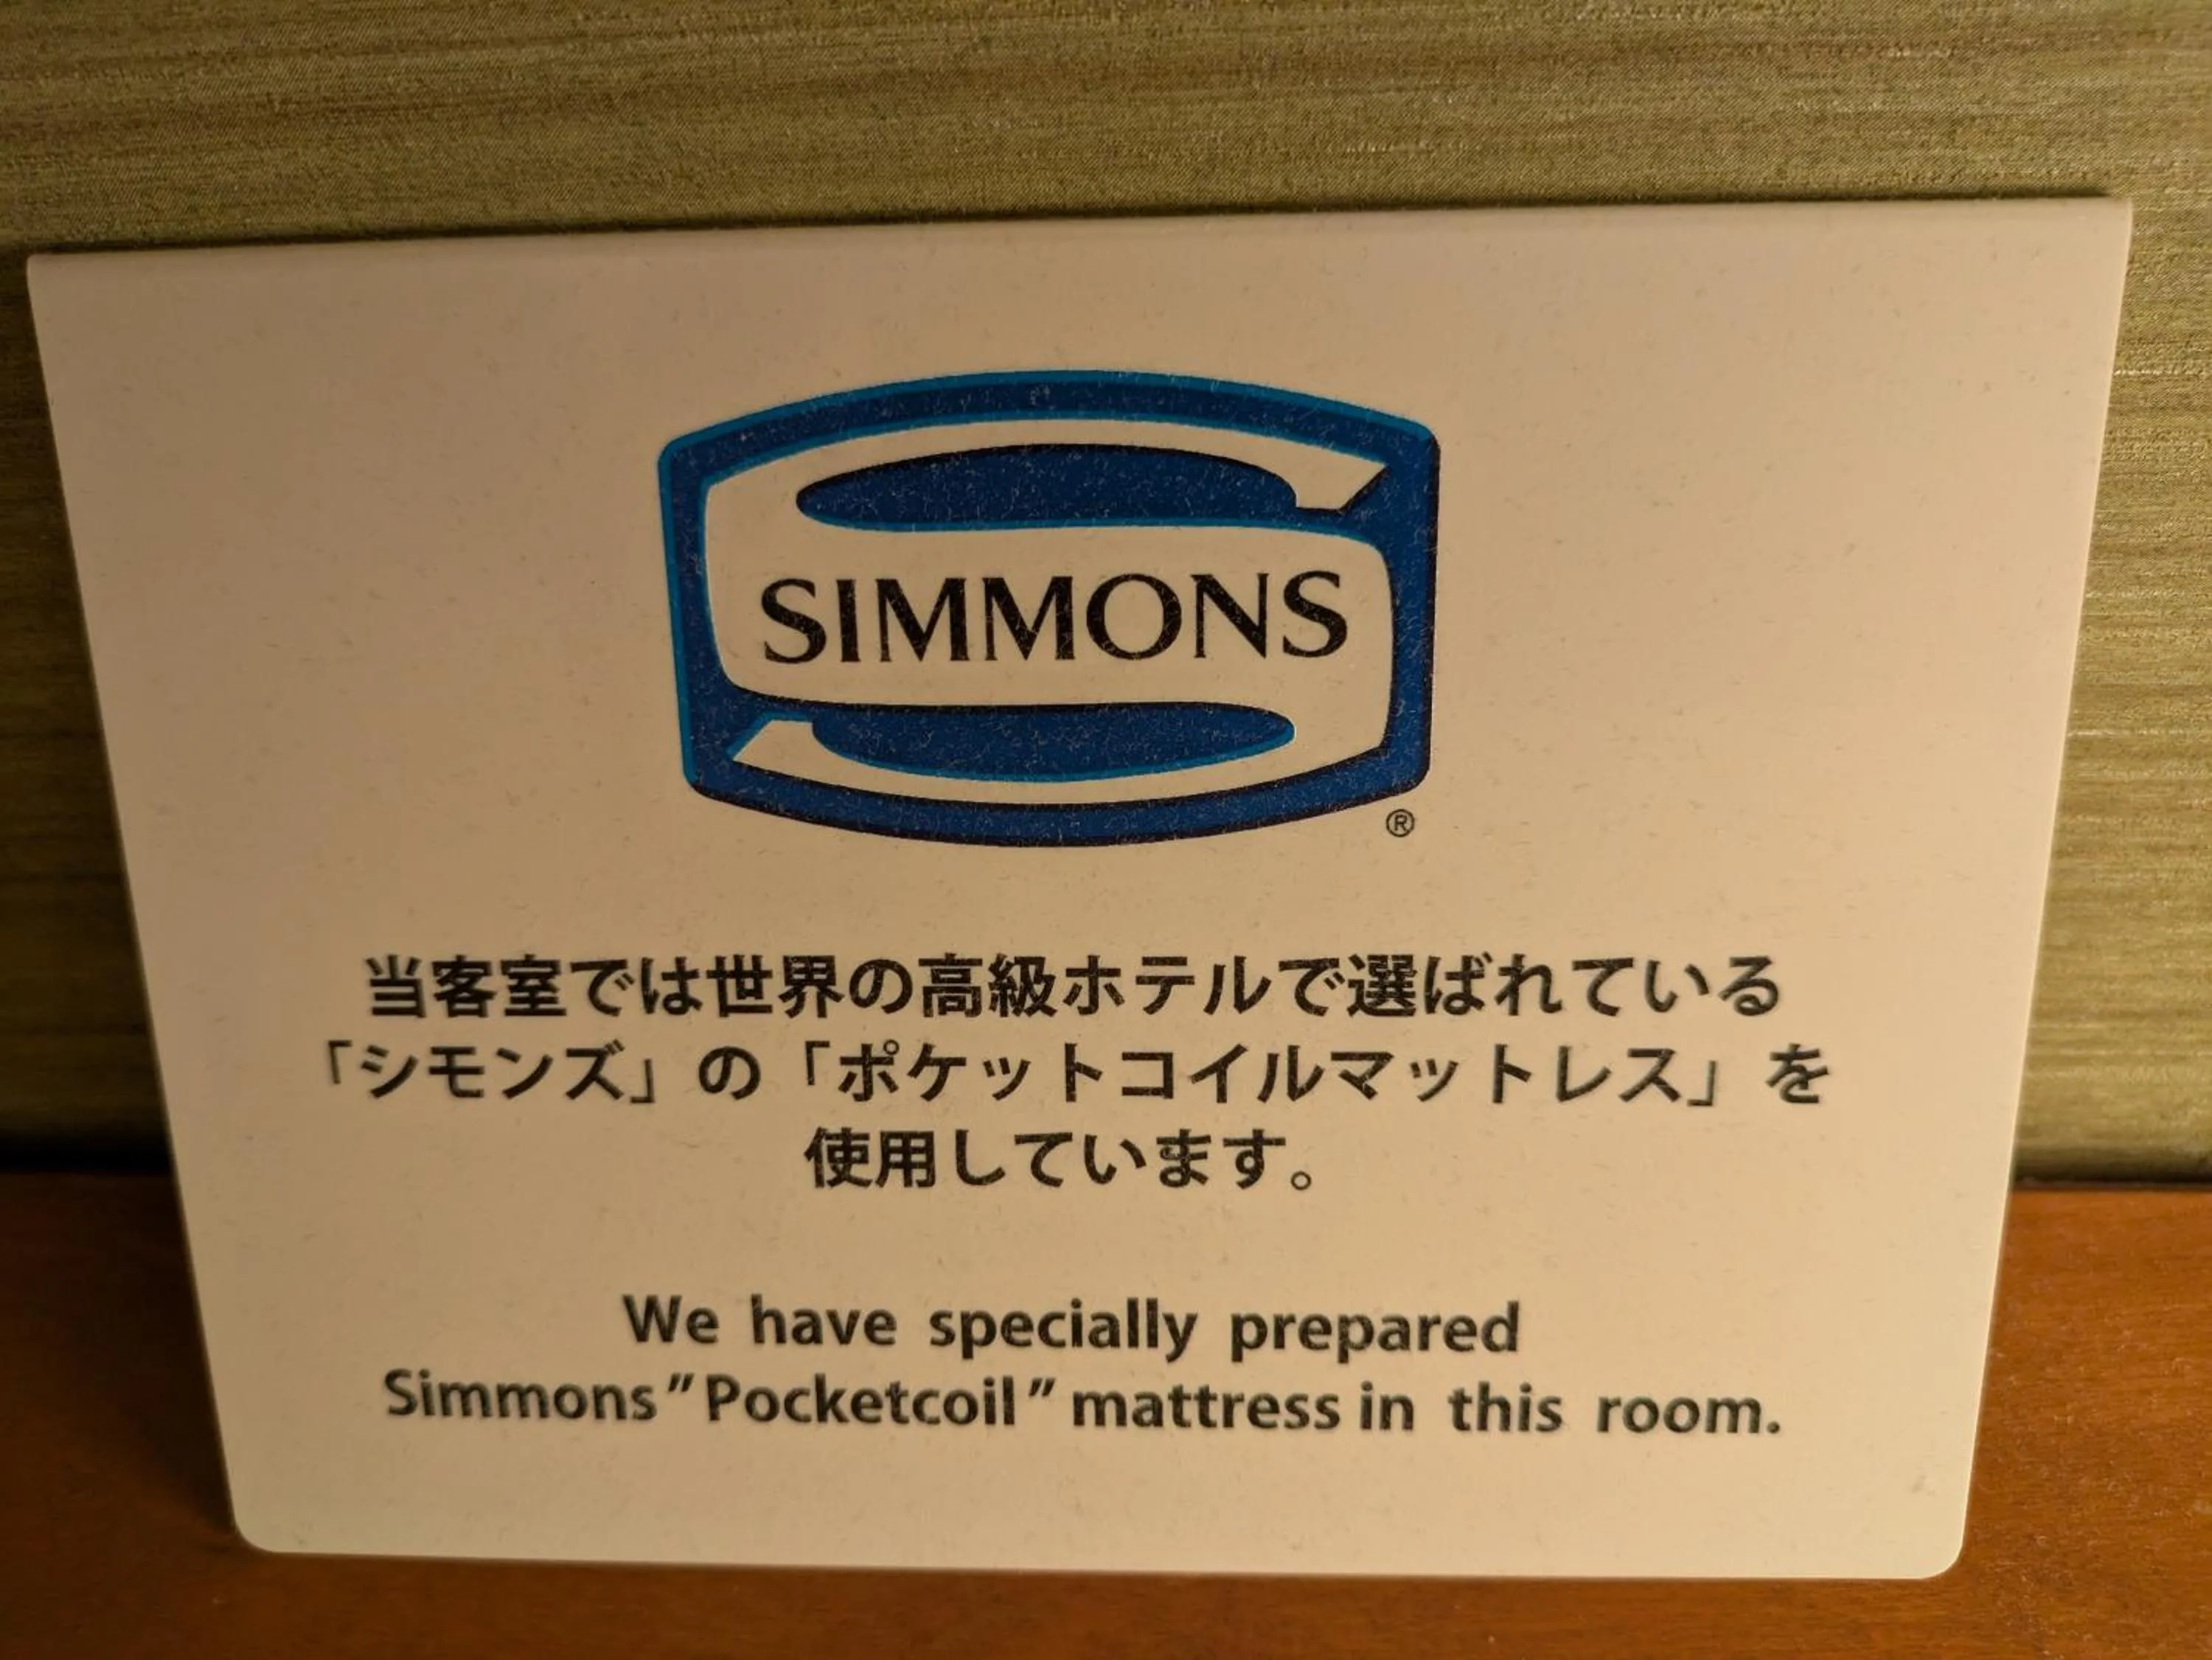 SIMMONS
®
当客室では世界の高級ホテルで選ばれている
「シモンズ」の「ポケットコイルマットレス」を
使用しています。
We have specially prepared
Simmons "Pocketcoil" mattress in this room.